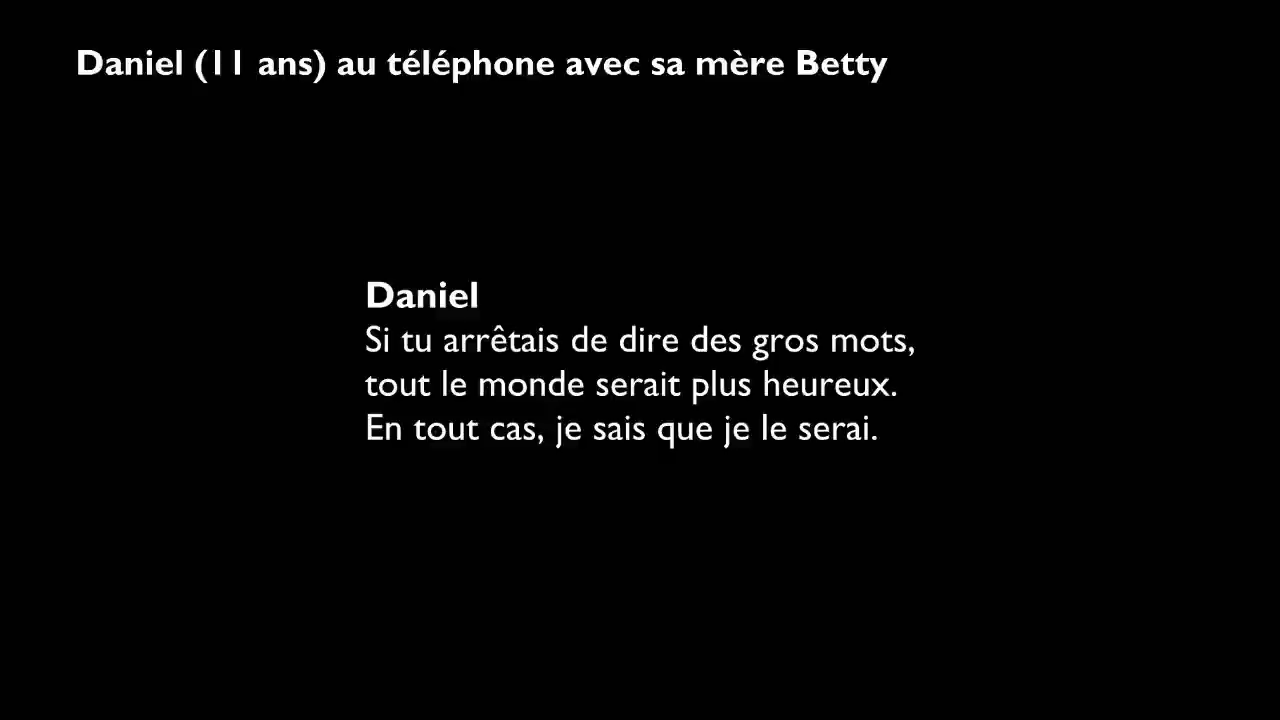 Daniel (11 ans) au téléphone avec sa mère Betty
Daniel
Si tu arrêtais de dire des gros mots,
tout le monde serait plus heureux.
En tout cas, je sais que je le serai.